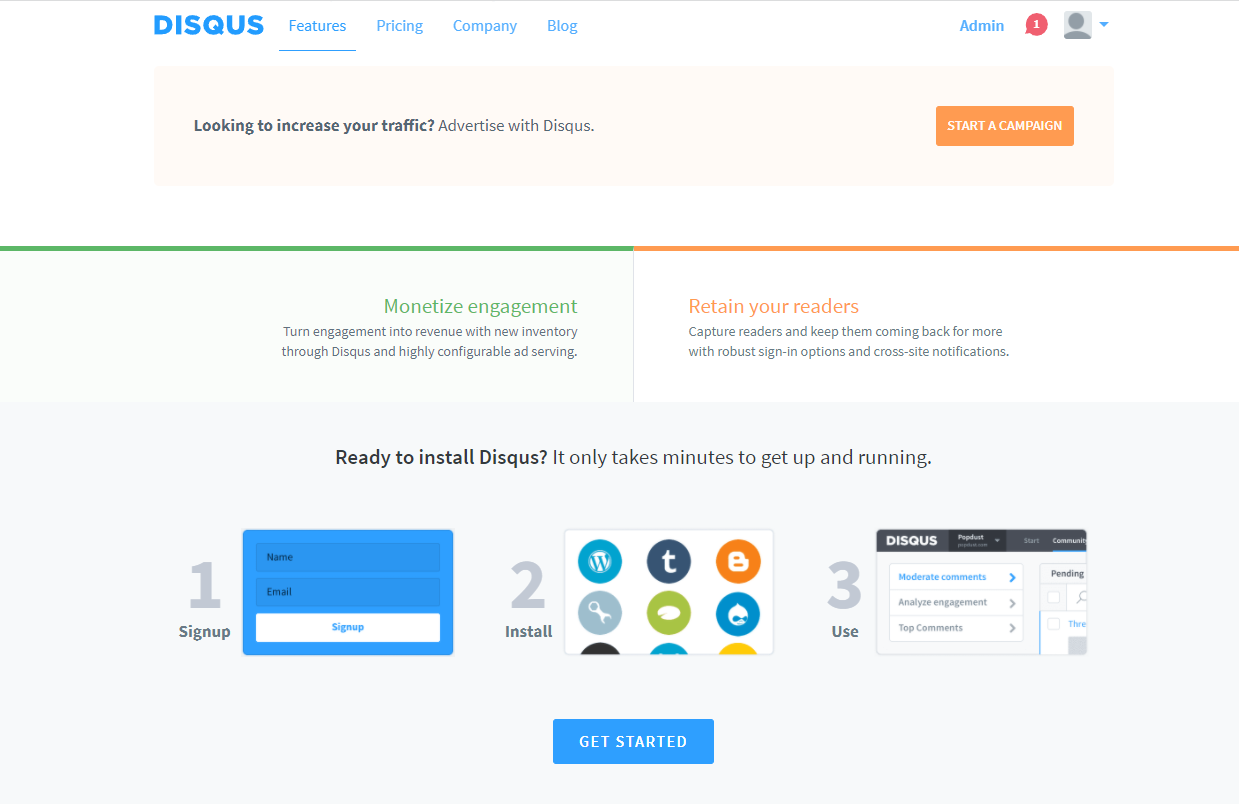 DISQUS Features Pricing Company Blog Admin 1
Looking to increase your traffic? Advertise with Disqus. START A CAMPAIGN
Monetize engagement
Turn engagement into revenue with new inventory
through Disqus and highly configurable ad serving.
Retain your readers
Capture readers and keep them coming back for more
with robust sign-in options and cross-site notifications.
Ready to install Disqus? It only takes minutes to get up and running.
1
Signup
Name
Email
Signup
2
Install
t
3
Use
DISQUS Popdust Start Community
popdust.com
Moderate comments
Analyze engagement
Top Comments
Pending
Thre
GET STARTED